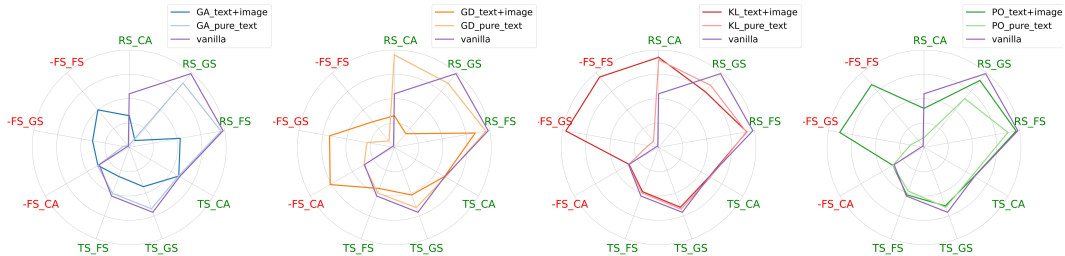 GA_text+image
GA_pure_text
vanilla
RS_CA
RS_GS
RS_FS
TS_CA
TS_GS
TS_FS
-FS_CA
-FS_GS
-FS_FS
GD_text+image
GD_pure_text
vanilla
RS_CA
RS_GS
RS_FS
TS_CA
TS_GS
TS_FS
-FS_CA
-FS_GS
-FS_FS
KL_text+image
KL_pure_text
vanilla
RS_CA
RS_GS
RS_FS
TS_CA
TS_GS
TS_FS
-FS_CA
-FS_GS
-FS_FS
PO_text+image
PO_pure_text
vanilla
RS_CA
RS_GS
RS_FS
TS_CA
TS_GS
TS_FS
-FS_CA
-FS_GS
-FS_FS